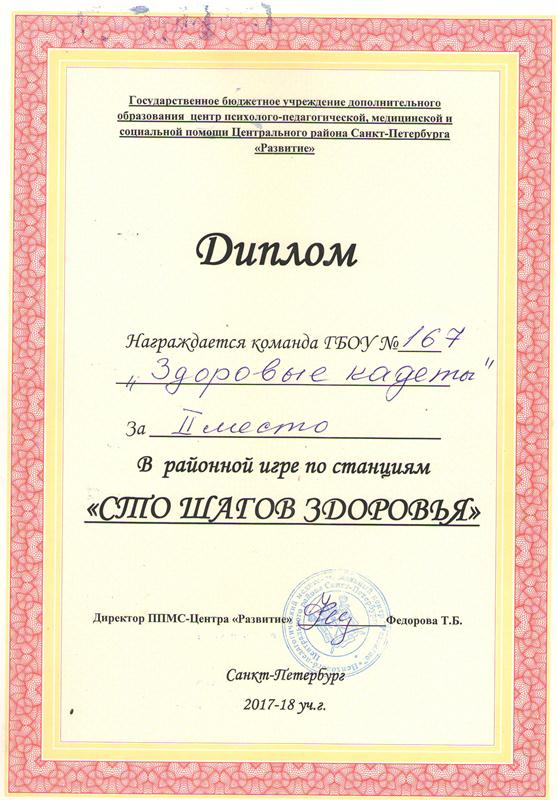 Государственное бюджетное учреждение дополнительного
образования центр психолого-педагогической, медицинской и
социальной помощи Центрального района Санкт-Петербурга
«Развитие»
Диплом
Награждается команда ГБОУ № 167
„Здоровые кадеты"
За II место
В районной игре по станциям
«СТО ШАГОВ ЗДОРОВЬЯ»
Директор ППМС-Центра «Развитие» Федорова Т.Б.
Санкт-Петербург
2017-18 уч.г.